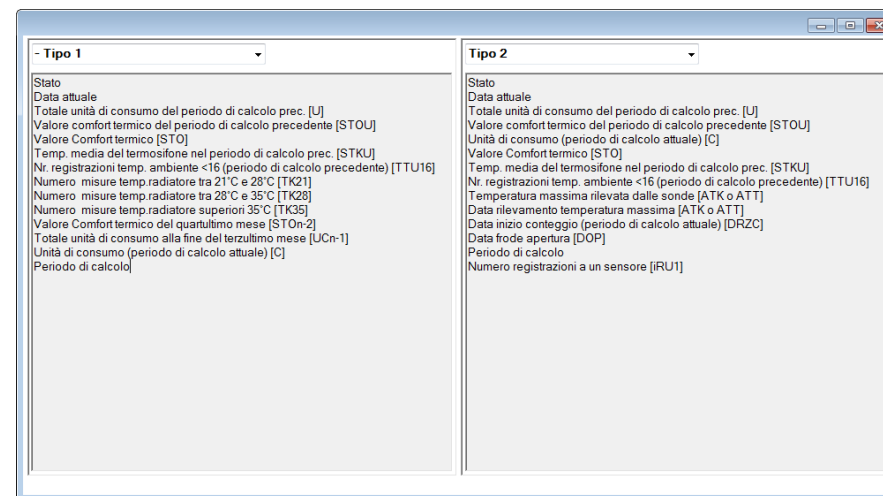 - Tipo 1
Stato
Data attuale
Totale unità di consumo del periodo di calcolo prec. [U]
Valore comfort termico del periodo di calcolo precedente [STOU]
Valore Comfort termico [STO]
Temp. media del termosifone nel periodo di calcolo prec. [STKU]
Nr. registrazioni temp. ambiente <16 (periodo di calcolo precedente) [TTU16]
Numero  misure temp.radiatore tra 21°C e 28°C [TK21]
Numero  misure temp.radiatore tra 28°C e 35°C [TK28]
Numero  misure temp.radiatore superiori 35°C [TK35]
Valore Comfort termico del quartultimo mese [STOn-2]
Totale unità di consumo alla fine del terzultimo mese [UCn-1]
Unità di consumo (periodo di calcolo attuale) [C]
Periodo di calcolo
Tipo 2
Stato
Data attuale
Totale unità di consumo del periodo di calcolo prec. [U]
Valore comfort termico del periodo di calcolo precedente [STOU]
Unità di consumo (periodo di calcolo attuale) [C]
Valore Comfort termico [STO]
Temp. media del termosifone nel periodo di calcolo prec. [STKU]
Nr. registrazioni temp. ambiente <16 (periodo di calcolo precedente) [TTU16]
Temperatura massima rilevata dalle sonde [ATK o ATT]
Data rilevamento temperatura massima [ATK o ATT]
Data inizio conteggio (periodo di calcolo attuale) [DRZC]
Data frode apertura [DOP]
Periodo di calcolo
Numero registrazioni a un sensore [iRU1]